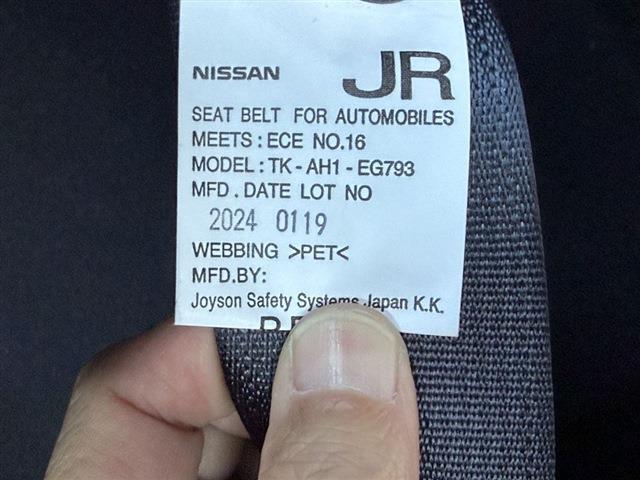 NISSAN JR
SEAT BELT FOR AUTOMOBILES
MEETS : ECE NO.16
MODEL : TK - AH1 - EG793
MFD . DATE LOT NO
2024 0119
WEBBING >PET<
MFD.BY:
Joyson Safety Systems Japan K.K.